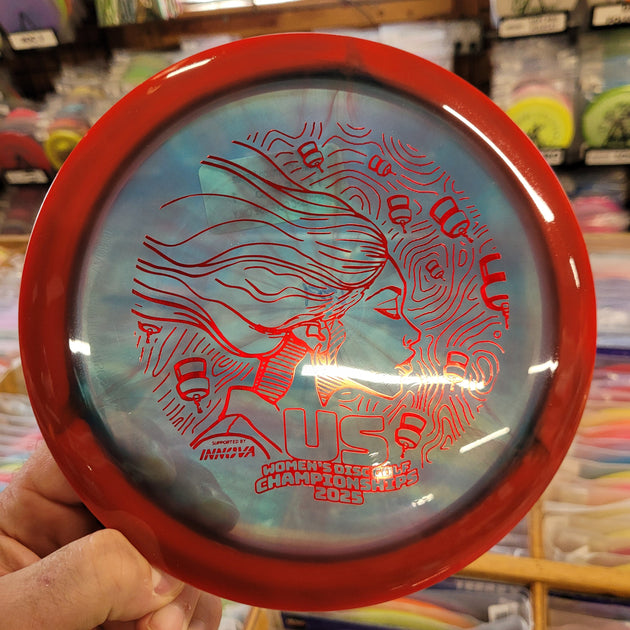 SUPPORTED BY
INNOVA
US
WOMEN'S DISC GOLF
CHAMPIONSHIPS
2025